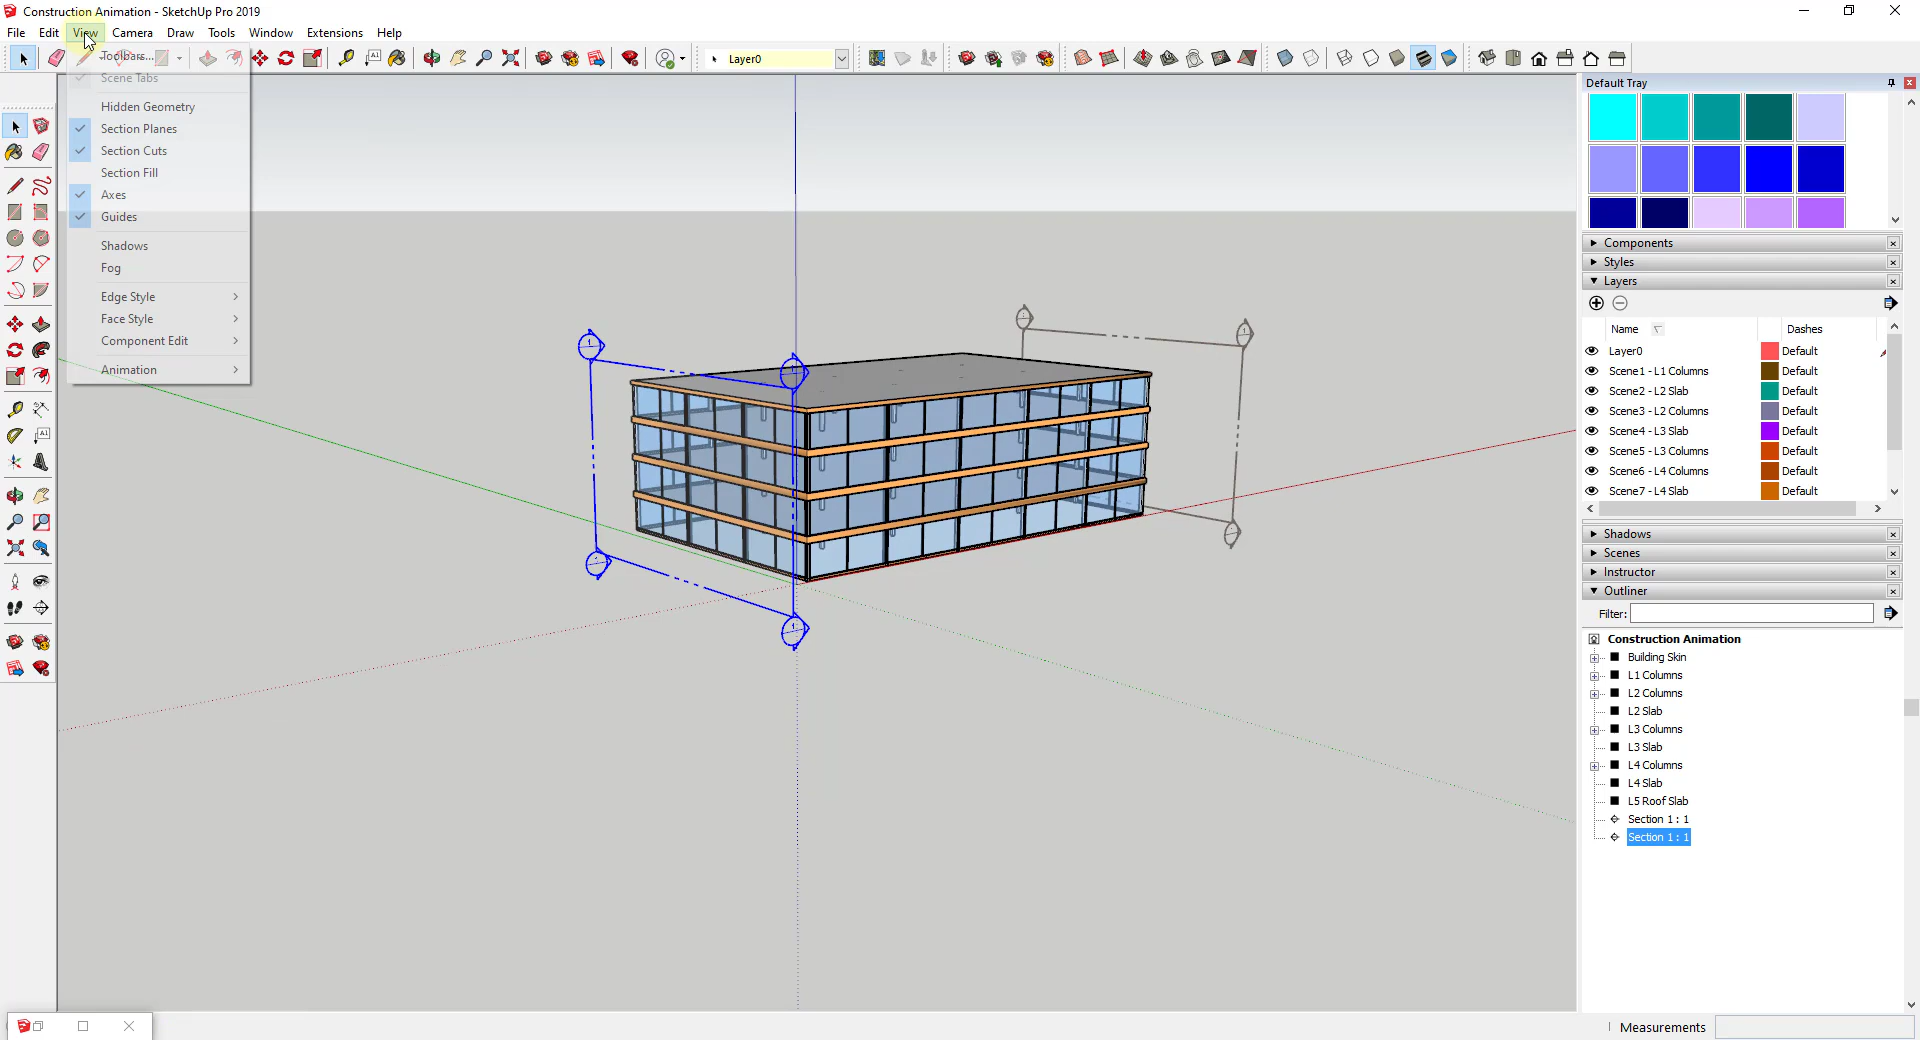 Construction Animation - SketchUp Pro 2019
File Edit View Camera Draw Tools Window Extensions Help
Toolbars...
Scene Tabs
Hidden Geometry
Section Planes
Section Cuts
Section Fill
Axes
Guides
Shadows
Fog
Edge Style
Face Style
Component Edit
Animation
Layer0
Default Tray
Components
Styles
Layers
Name Dashes
Layer0 Default
Scene1 - L1 Columns Default
Scene2 - L2 Slab Default
Scene3 - L2 Columns Default
Scene4 - L3 Slab Default
Scene5 - L3 Columns Default
Scene6 - L4 Columns Default
Scene7 - L4 Slab Default
Shadows
Scenes
Instructor
Outliner
Filter:
Construction Animation
Building Skin
L1 Columns
L2 Columns
L2 Slab
L3 Columns
L3 Slab
L4 Columns
L4 Slab
L5 Roof Slab
Section 1 : 1
Section 1 : 1
Measurements